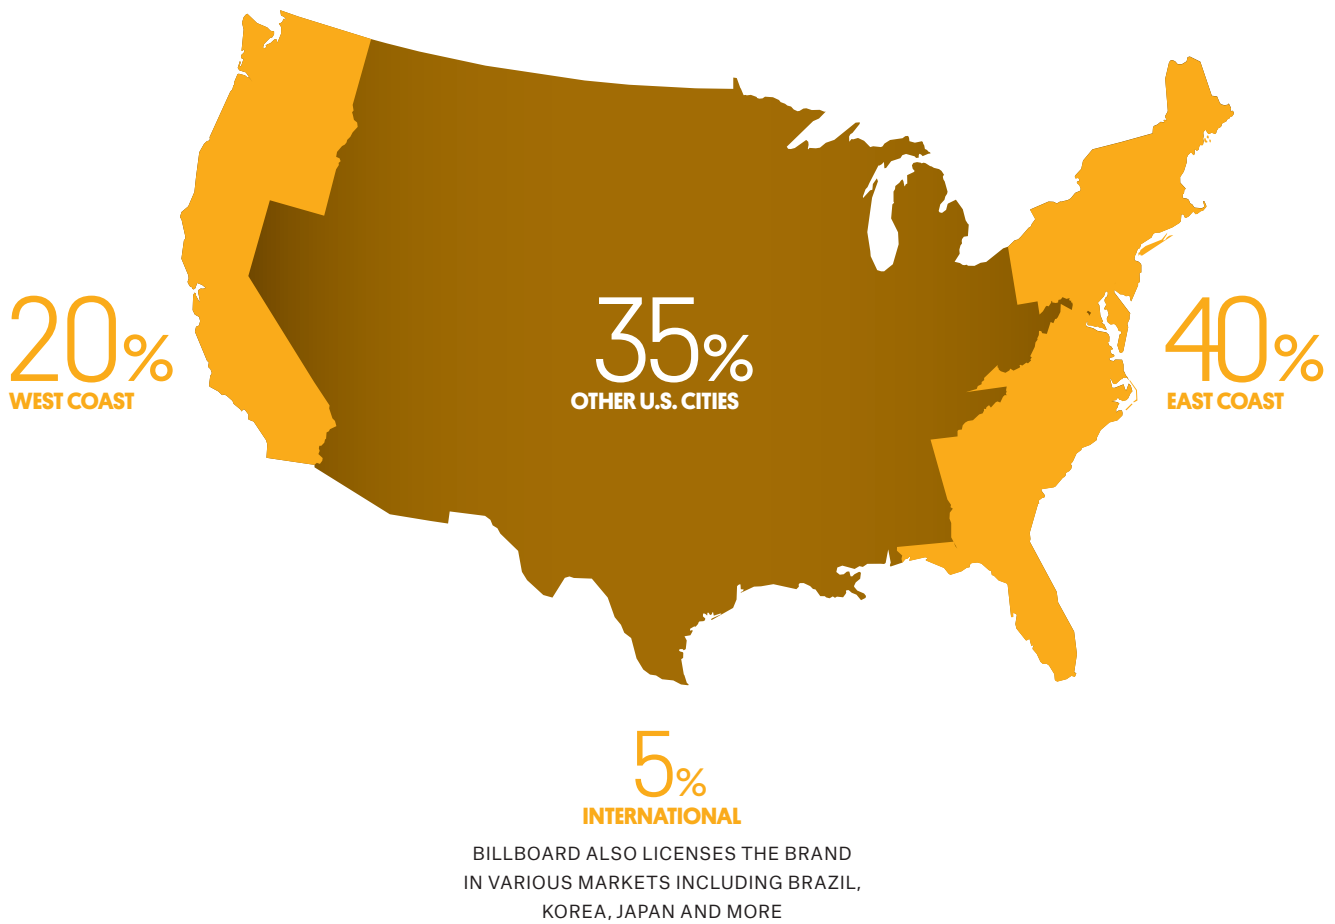 20%
WEST COAST
35%
OTHER U.S. CITIES
40%
EAST COAST
5%
INTERNATIONAL
BILLBOARD ALSO LICENSES THE BRAND
IN VARIOUS MARKETS INCLUDING BRAZIL,
KOREA, JAPAN AND MORE